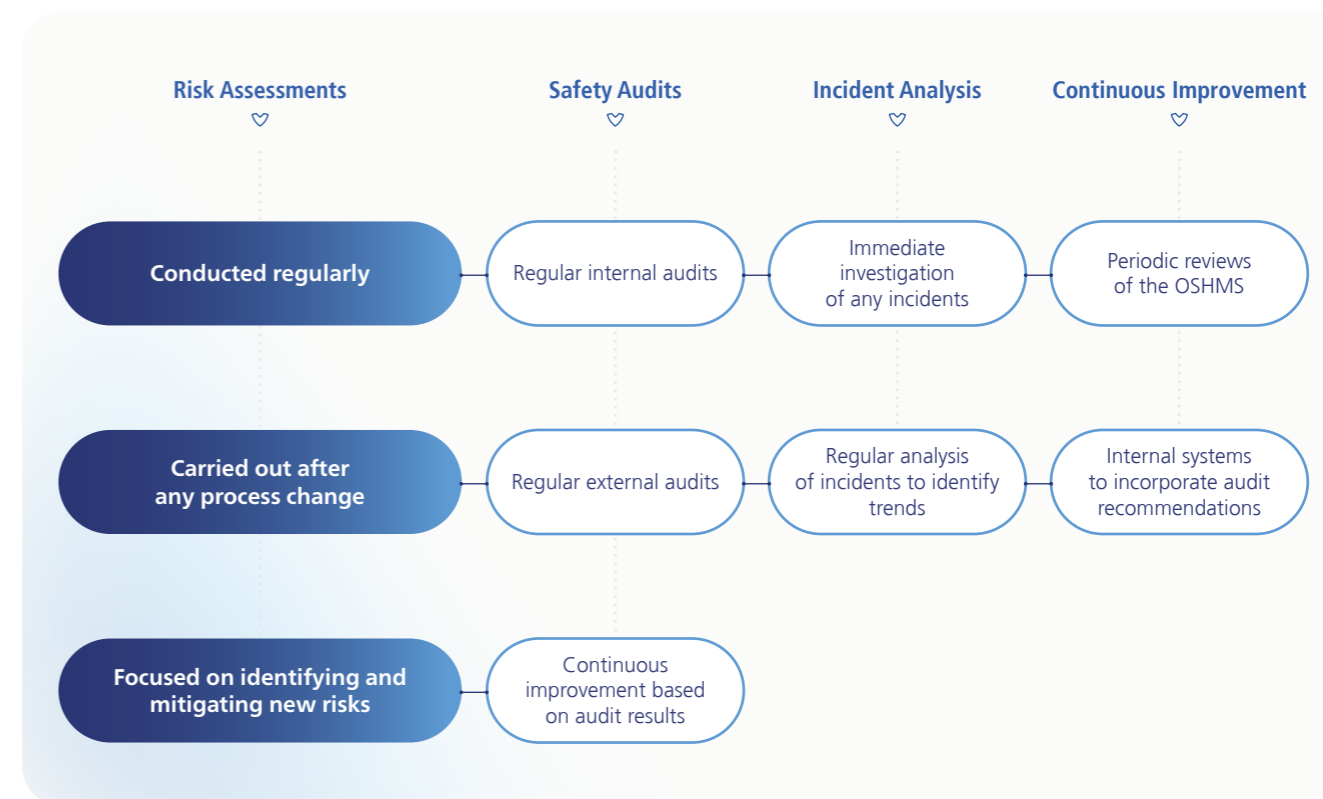 Risk Assessments
Safety Audits
Incident Analysis
Continuous Improvement
Conducted regularly
Regular internal audits
Immediate
investigation
of any incidents
Periodic reviews
of the OSHMS
Carried out after
any process change
Regular external audits
Regular analysis
of incidents to identify
trends
Internal systems
to incorporate audit
recommendations
Focused on identifying and
mitigating new risks
Continuous
improvement based
on audit results